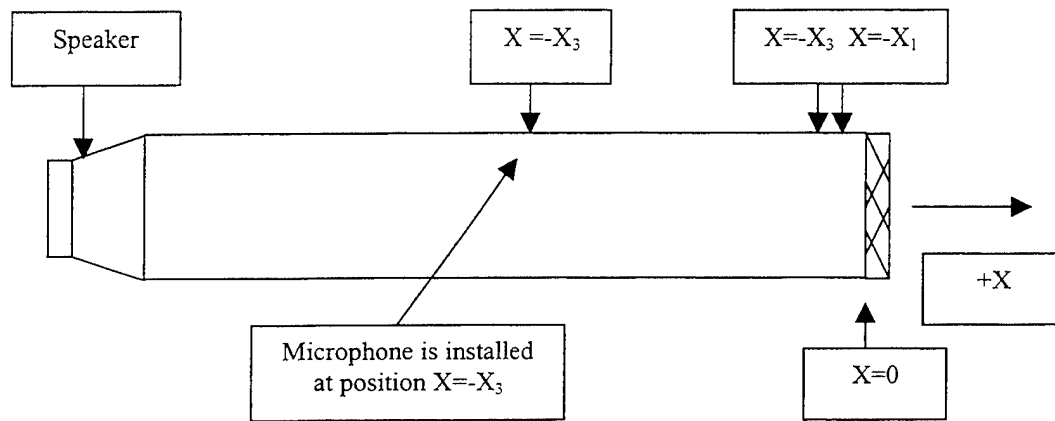 Speaker
X =-X₃
X=-X₃ X=-X₁
+X
Microphone is installed
at position X=-X₃
X=0